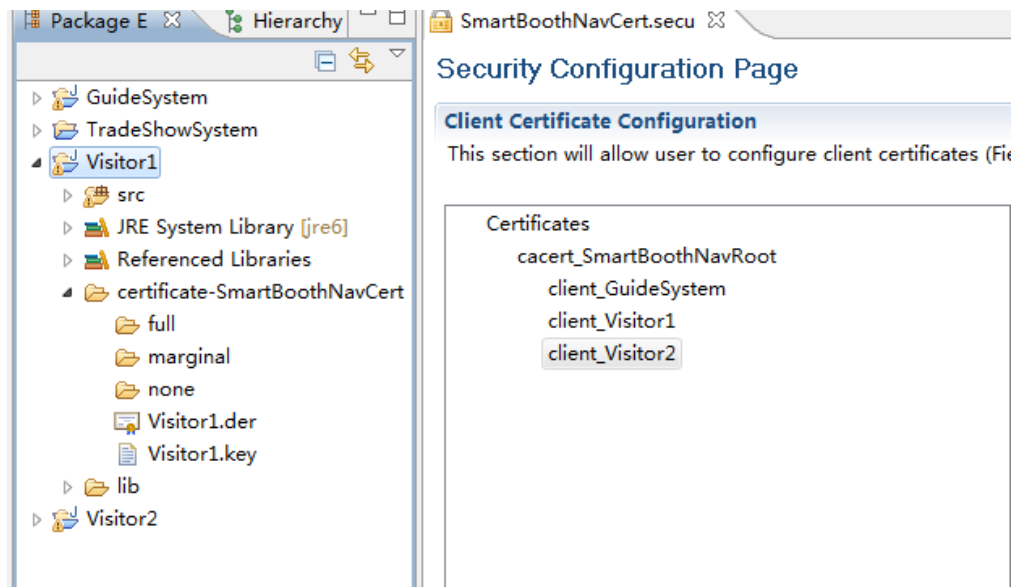 Package E
Hierarchy
GuideSystem
TradeShowSystem
Visitor1
src
JRE System Library [jre6]
Referenced Libraries
certificate-SmartBoothNavCert
full
marginal
none
Visitor1.der
Visitor1.key
lib
Visitor2
SmartBoothNavCert.secu
Security Configuration Page
Client Certificate Configuration
This section will allow user to configure client certificates (Fie
Certificates
cacert_SmartBoothNavRoot
client_GuideSystem
client_Visitor1
client_Visitor2